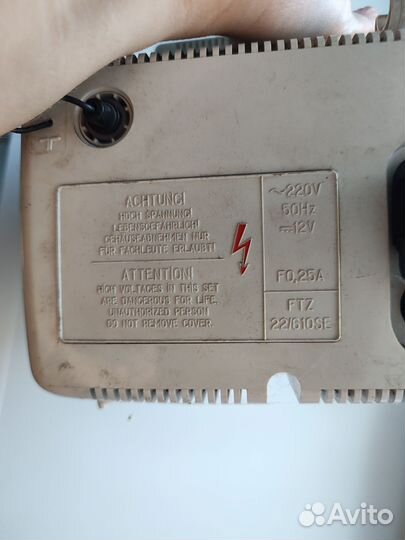 ACHTUNG!
HOCH SPANNUNG!
LEBENSGEFÄHRLICH!
GEHÄUSEABNEHMEN NUR
FÜR FACHLEUTE ERLAUBT!
ATTENTION!
HIGH VOLTAGES IN THIS SET
ARE DANGEROUS FOR LIFE.
UNAUTHORIZED PERSON
DO NOT REMOVE COVER.
~220V
50Hz
⎓12V
F0,25A
FTZ
22/610SE
Avito